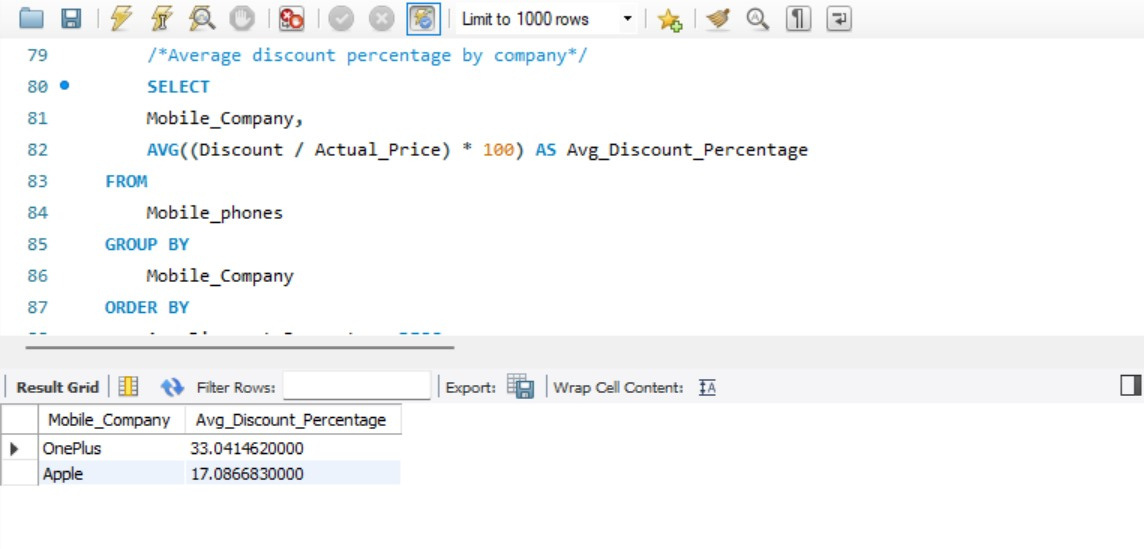 Limit to 1000 rows
79 /*Average discount percentage by company*/
80 SELECT
81 Mobile_Company,
82 AVG((Discount / Actual_Price) * 100) AS Avg_Discount_Percentage
83 FROM
84 Mobile_phones
85 GROUP BY
86 Mobile_Company
87 ORDER BY
Result Grid Filter Rows: Export: Wrap Cell Content:
Mobile_Company Avg_Discount_Percentage
OnePlus 33.0414620000
Apple 17.0866830000